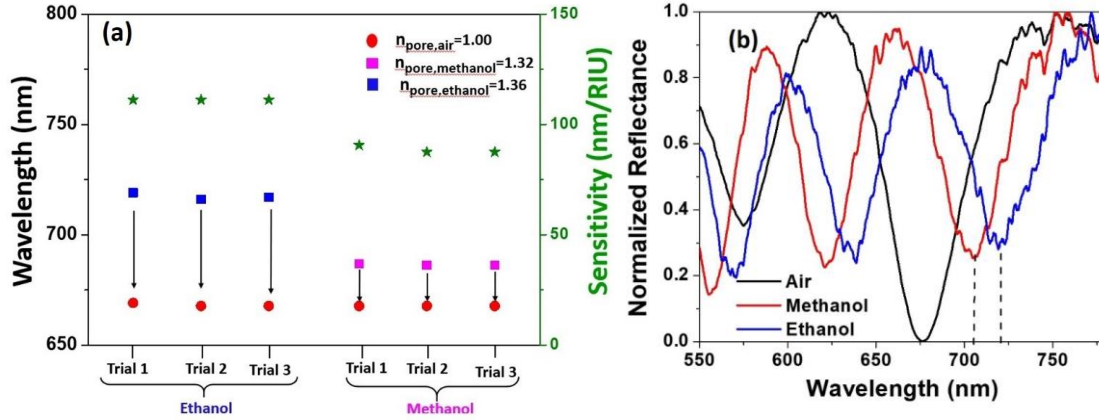 (a)
n_pore,air=1.00
n_pore,methanol=1.32
n_pore,ethanol=1.36
Wavelength (nm)
800
750
700
650
Sensitivity (nm/RIU)
150
100
50
0
Trial 1 Trial 2 Trial 3 Trial 1 Trial 2 Trial 3
Ethanol Methanol
(b)
Normalized Reflectance
1.0
0.8
0.6
0.4
0.2
0.0
Air
Methanol
Ethanol
550 600 650 700 750
Wavelength (nm)